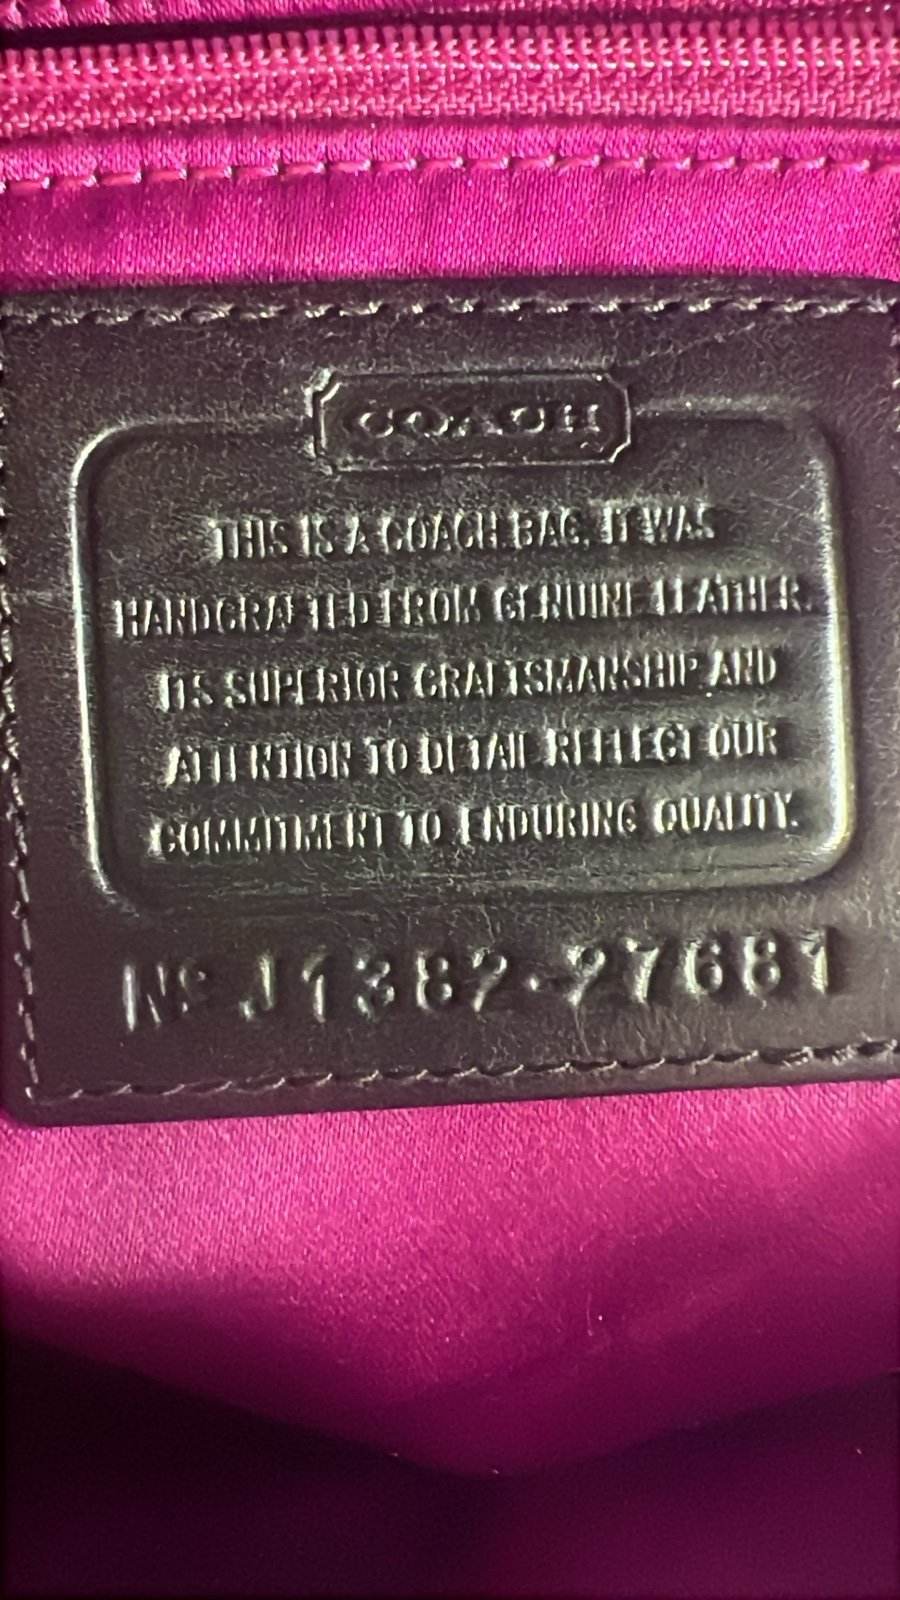 COACH
THIS IS A COACH BAG. IT WAS
HANDCRAFTED FROM GENUINE LEATHER.
ITS SUPERIOR CRAFTSMANSHIP AND
ATTENTION TO DETAIL REFLECT OUR
COMMITMENT TO ENDURING QUALITY.
Nº J1382-27681